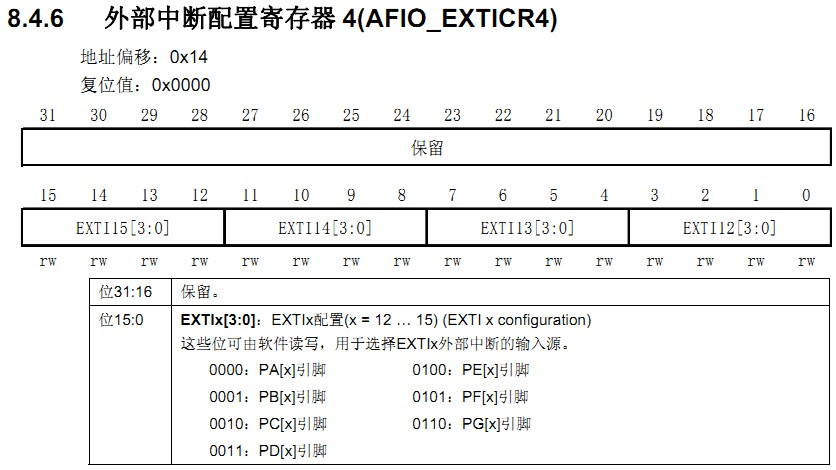 8.4.6 外部中断配置寄存器 4(AFIO_EXTICR4)
地址偏移：0x14
复位值：0x0000
31 30 29 28 27 26 25 24 23 22 21 20 19 18 17 16
保留
15 14 13 12 11 10 9 8 7 6 5 4 3 2 1 0
EXTI15[3:0] EXTI14[3:0] EXTI13[3:0] EXTI12[3:0]
rw rw rw rw rw rw rw rw rw rw rw rw rw rw rw rw
位31:16 保留。
位15:0 EXTIx[3:0]：EXTIx配置(x = 12 … 15) (EXTI x configuration)
这些位可由软件读写，用于选择EXTIx外部中断的输入源。
0000：PA[x]引脚 0100：PE[x]引脚
0001：PB[x]引脚 0101：PF[x]引脚
0010：PC[x]引脚 0110：PG[x]引脚
0011：PD[x]引脚